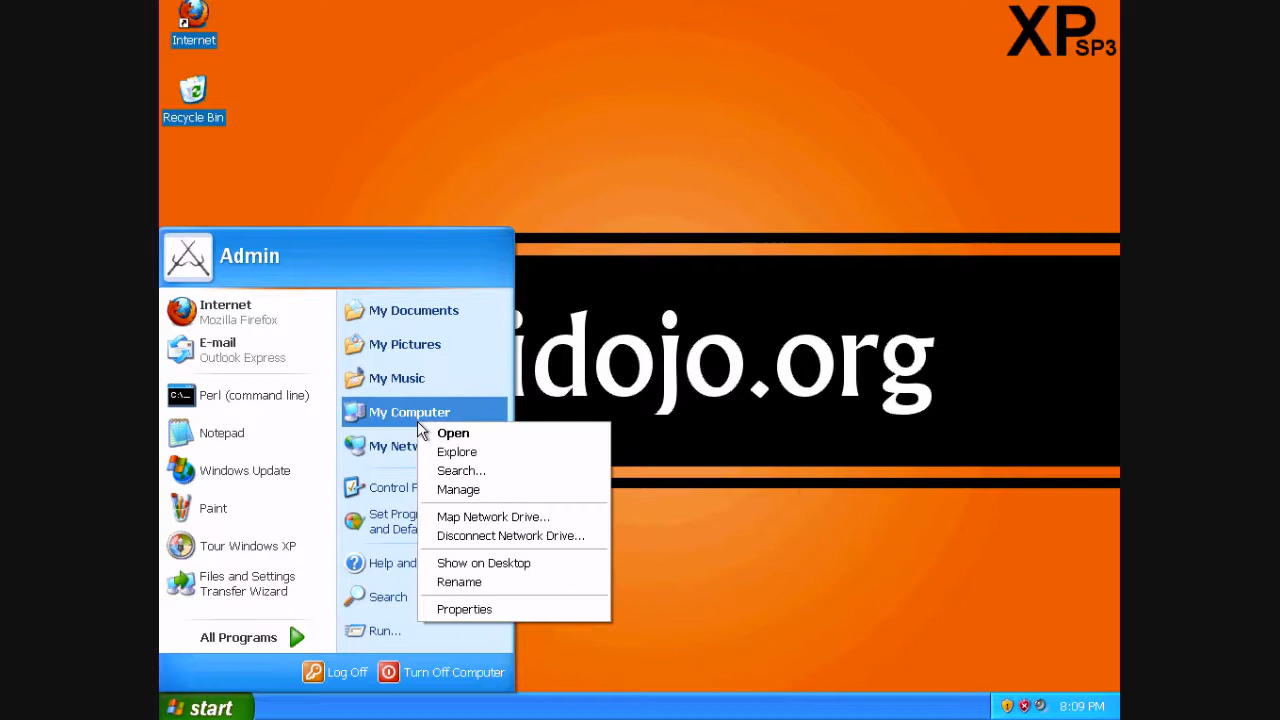 XP
SP3
Internet
Recycle Bin
idojo.org
Admin
Internet
Mozilla Firefox
E-mail
Outlook Express
Perl (command line)
Notepad
Windows Update
Paint
Tour Windows XP
Files and Settings
Transfer Wizard
All Programs
My Documents
My Pictures
My Music
My Computer
My Netw
Control P
Set Prog
and Defa
Help and
Search
Run...
Open
Explore
Search...
Manage
Map Network Drive...
Disconnect Network Drive...
Show on Desktop
Rename
Properties
Log Off
Turn Off Computer
start
8:09 PM